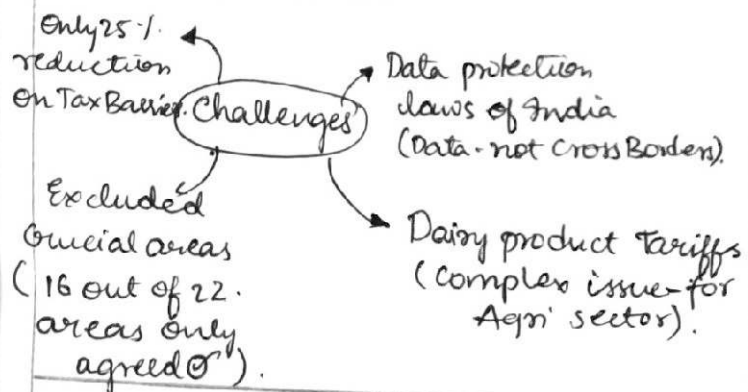 Only 25%
reduction
on Tax Barrier.
Challenges
Data protection
laws of India
(Data - not Cross Border).
Excluded
Crucial areas
(16 out of 22.
areas only
agreed).
Dairy product Tariffs
(Complex issue for
Agri sector).